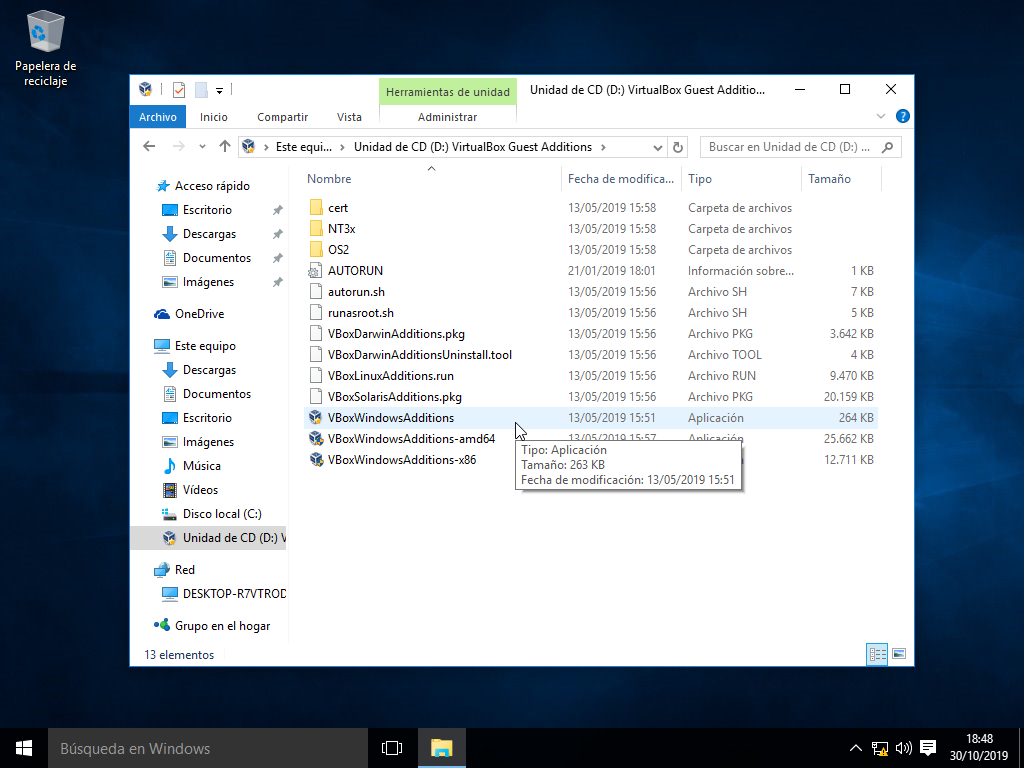 Papelera de
reciclaje
Herramientas de unidad
Unidad de CD (D:) VirtualBox Guest Additio...
Archivo
Inicio
Compartir
Vista
Administrar
Este equi...
Unidad de CD (D:) VirtualBox Guest Additions
Buscar en Unidad de CD (D:) ...
Acceso rápido
Escritorio
Descargas
Documentos
Imágenes
OneDrive
Este equipo
Descargas
Documentos
Escritorio
Imágenes
Música
Vídeos
Disco local (C:)
Unidad de CD (D:) V
Red
DESKTOP-R7VTROD
Grupo en el hogar
Nombre Fecha de modifica... Tipo Tamaño
cert 13/05/2019 15:58 Carpeta de archivos
NT3x 13/05/2019 15:58 Carpeta de archivos
OS2 13/05/2019 15:58 Carpeta de archivos
AUTORUN 21/01/2019 18:01 Información sobre... 1 KB
autorun.sh 13/05/2019 15:56 Archivo SH 7 KB
runasroot.sh 13/05/2019 15:56 Archivo SH 5 KB
VBoxDarwinAdditions.pkg 13/05/2019 15:56 Archivo PKG 3.642 KB
VBoxDarwinAdditionsUninstall.tool 13/05/2019 15:56 Archivo TOOL 4 KB
VBoxLinuxAdditions.run 13/05/2019 15:56 Archivo RUN 9.470 KB
VBoxSolarisAdditions.pkg 13/05/2019 15:56 Archivo PKG 20.159 KB
VBoxWindowsAdditions 13/05/2019 15:51 Aplicación 264 KB
VBoxWindowsAdditions-amd64 13/05/2019 15:57 Aplicación 25.662 KB
VBoxWindowsAdditions-x86 12.711 KB
Tipo: Aplicación
Tamaño: 263 KB
Fecha de modificación: 13/05/2019 15:51
13 elementos
Búsqueda en Windows
18:48
30/10/2019